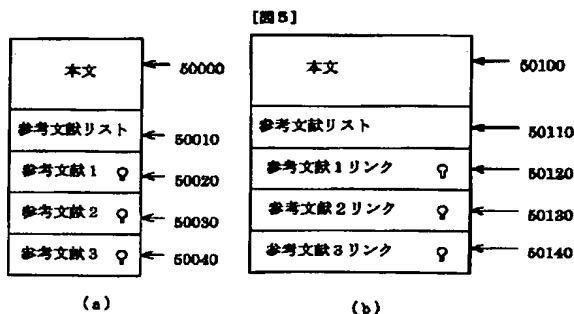 [図5]
本文 50000
参考文献リスト 50010
参考文献1 50020
参考文献2 50030
参考文献3 50040
(a)
本文 50100
参考文献リスト 50110
参考文献1リンク 50120
参考文献2リンク 50130
参考文献3リンク 50140
(b)